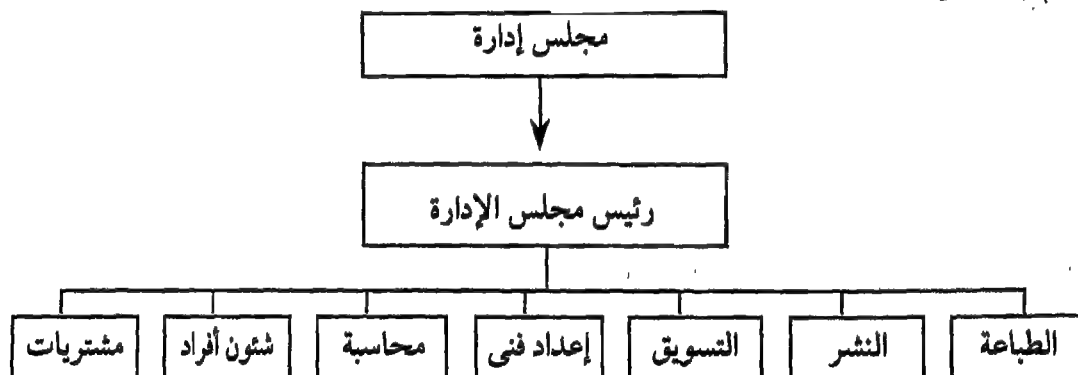 مجلس إدارة
رئيس مجلس الإدارة
الطباعة النشر التسويق إعداد فنى محاسبة شئون أفراد مشتريات